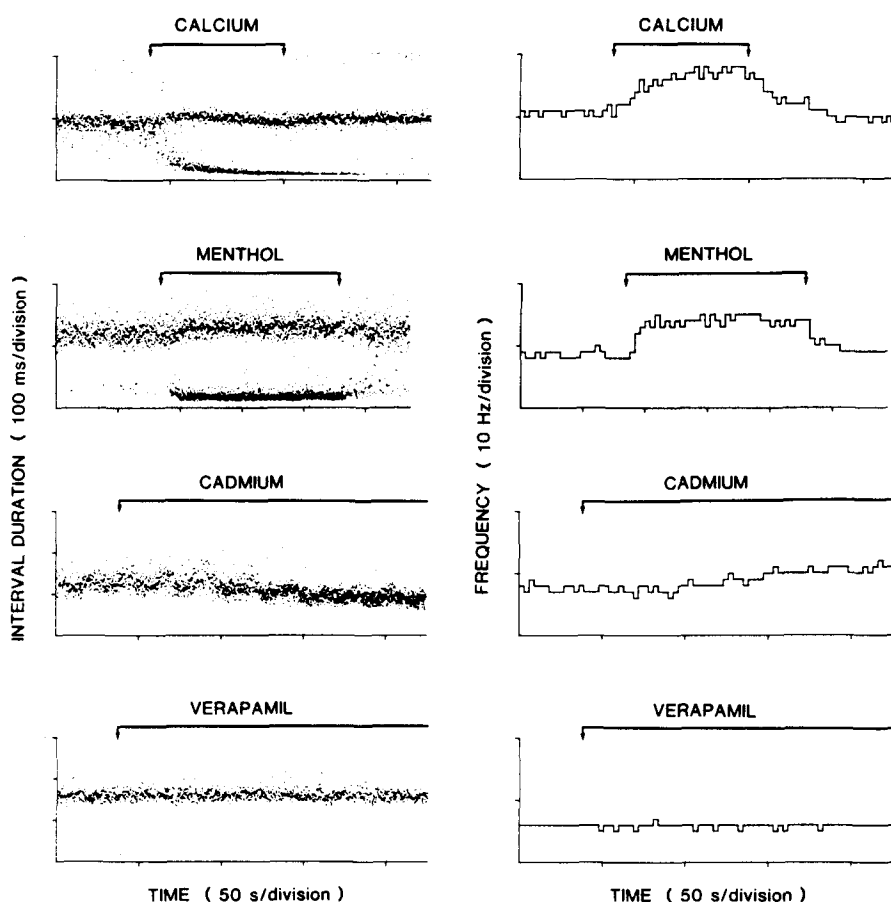 CALCIUM
CALCIUM
MENTHOL
MENTHOL
INTERVAL DURATION ( 100 ms/division )
FREQUENCY ( 10 Hz/division )
CADMIUM
CADMIUM
VERAPAMIL
VERAPAMIL
TIME ( 50 s/division )
TIME ( 50 s/division )